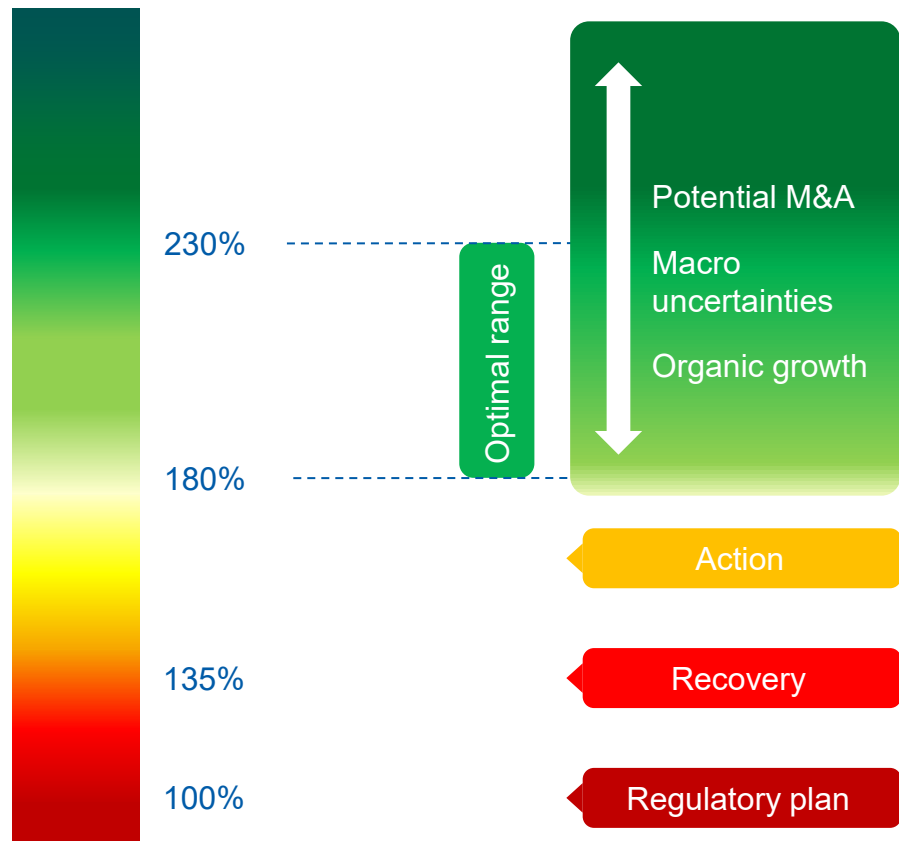 230%
180%
135%
100%
Optimal range
Potential M&A
Macro
uncertainties
Organic growth
Action
Recovery
Regulatory plan